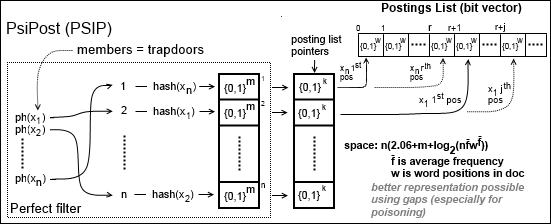 Postings List (bit vector)
PsiPost (PSIP)
members = trapdoors
posting list
pointers
0 1 r r+1 r+j
{0,1}^w {0,1}^w {0,1}^w {0,1}^w
x_n 1^st
pos
x_n r^th
pos
x_1 1^st pos
x_1 j^th
pos
1 hash(x_n) {0,1}^m 1 {0,1}^k
ph(x_1)
2 hash(x_1) {0,1}^m 2 {0,1}^k
ph(x_2)
ph(x_n)
n hash(x_2) {0,1}^m n {0,1}^k
Perfect filter
space: n(2.06+m+log_2(nf̄w^f̄))
f̄ is average frequency
w is word positions in doc
better representation possible
using gaps (especially for
poisoning)